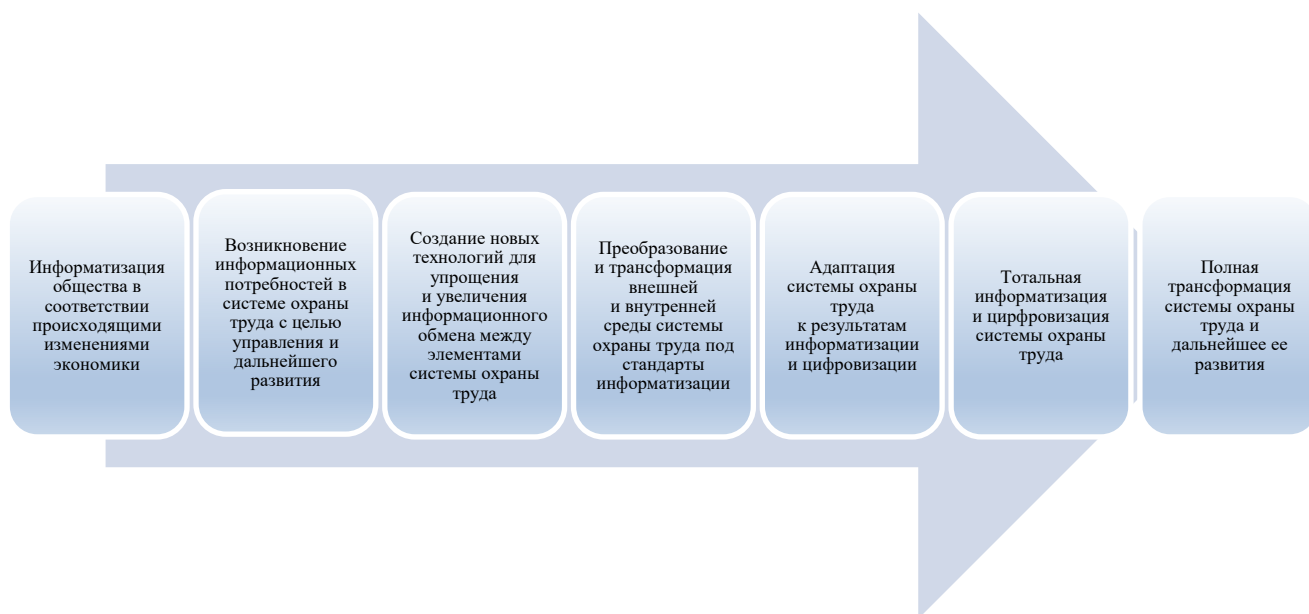 Информатизация
общества в
соответствии
происходящими
изменениями
экономики
Возникновение
информационных
потребностей в
системе охраны
труда с целью
управления и
дальнейшего
развития
Создание новых
технологий для
упрощения
и увеличения
информационного
обмена между
элементами
системы охраны
труда
Преобразование
и трансформация
внешней
и внутренней
среды системы
охраны труда под
стандарты
информатизации
Адаптация
системы охраны
труда
к результатам
информатизации
и цифровизации
Тотальная
информатизация
и цирфровизация
системы охраны
труда
Полная
трансформация
системы охраны
труда и
дальнейшее ее
развития